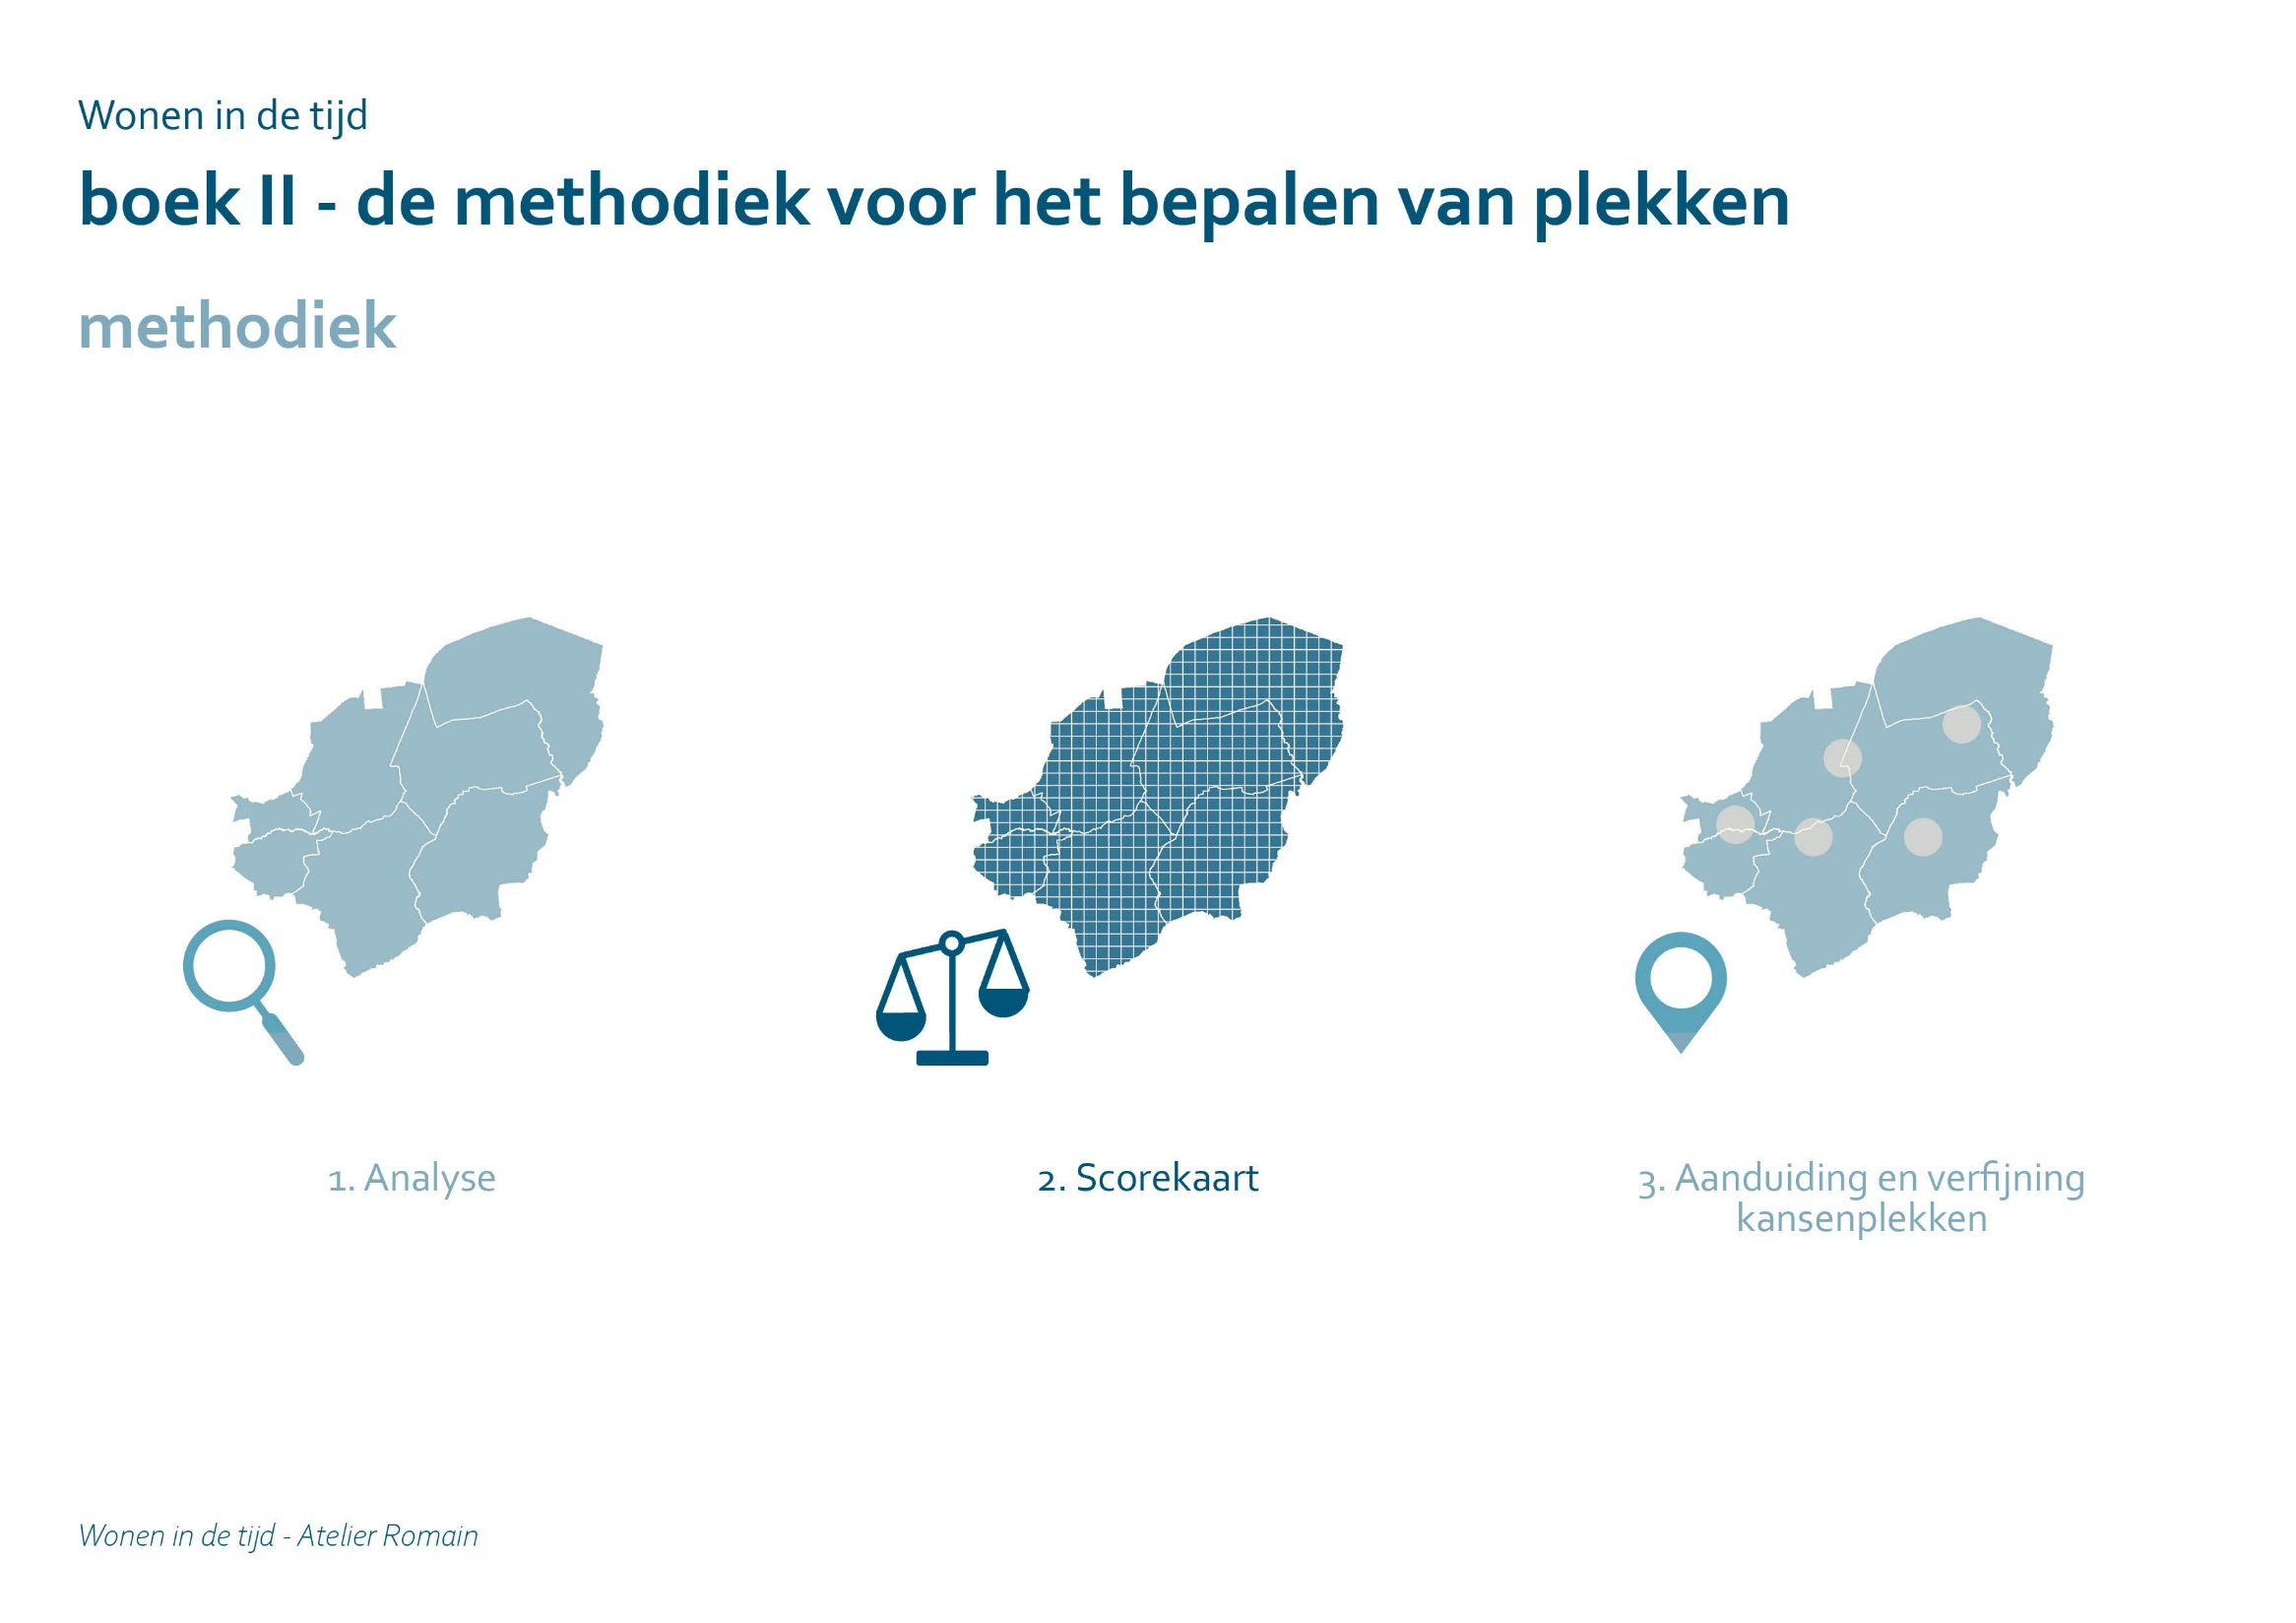 Wonen in de tijd
boek II - de methodiek voor het bepalen van plekken
methodiek
1. Analyse
2. Scorekaart
3. Aanduiding en verfijning
kansenplekken
Wonen in de tijd - Atelier Romain